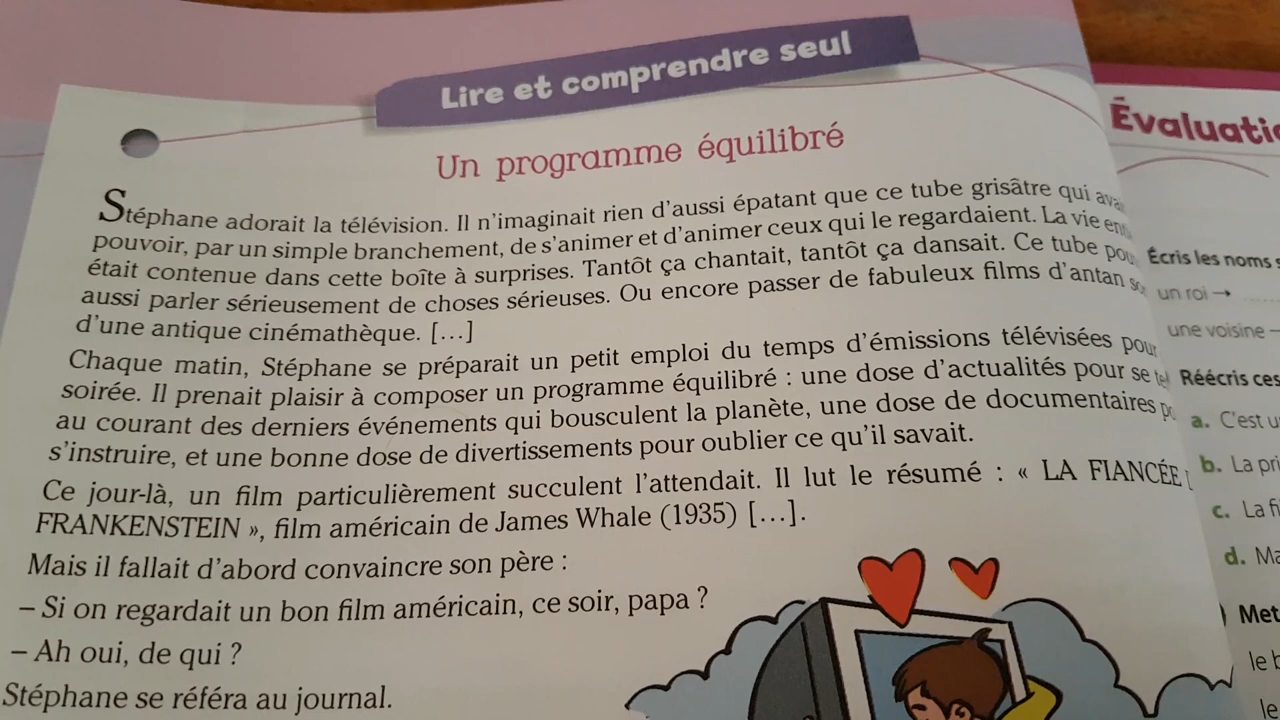 Lire et comprendre seul
Un programme équilibré
Stéphane adorait la télévision. Il n'imaginait rien d'aussi épatant que ce tube grisâtre qui
pouvoir, par un simple branchement, de s'animer et d'animer ceux qui le regardaient. La vie
était contenue dans cette boîte à surprises. Tantôt ça chantait, tantôt ça dansait. Ce tube
aussi parler sérieusement de choses sérieuses. Ou encore passer de fabuleux films d'antan
d'une antique cinémathèque. [...]
Chaque matin, Stéphane se préparait un petit emploi du temps d'émissions télévisées pour
soirée. Il prenait plaisir à composer un programme équilibré : une dose d'actualités pour se
au courant des derniers événements qui bousculent la planète, une dose de documentaires
s'instruire, et une bonne dose de divertissements pour oublier ce qu'il savait.
Ce jour-là, un film particulièrement succulent l'attendait. Il lut le résumé : « LA FIANCÉE
FRANKENSTEIN », film américain de James Whale (1935) [...].
Mais il fallait d'abord convaincre son père :
– Si on regardait un bon film américain, ce soir, papa ?
– Ah oui, de qui ?
Stéphane se référa au journal.
Écris les noms
un roi →
une voisine
Réécris ces
a. C'est
b. La
c. La
d.
le
le